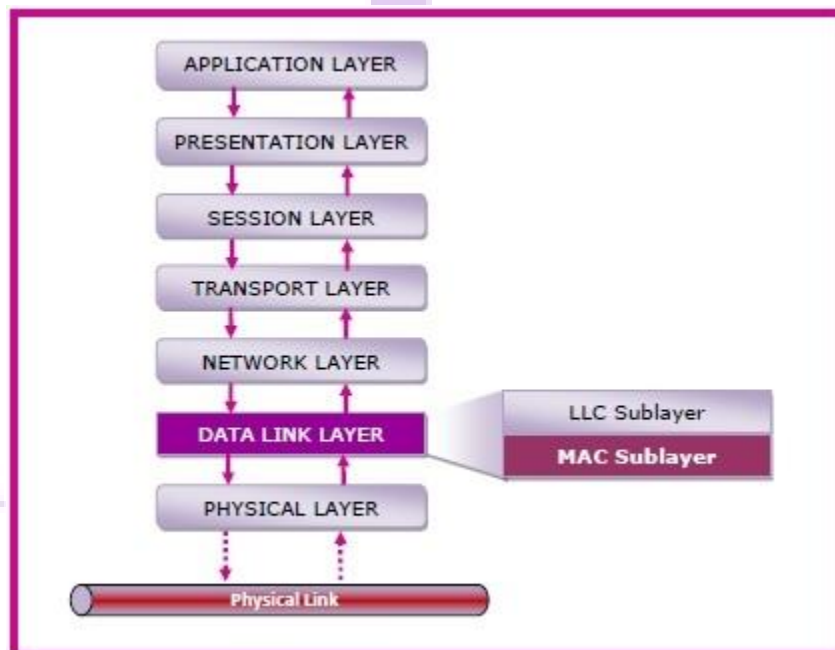 APPLICATION LAYER
PRESENTATION LAYER
SESSION LAYER
TRANSPORT LAYER
NETWORK LAYER
DATA LINK LAYER
LLC Sublayer
MAC Sublayer
PHYSICAL LAYER
Physical Link